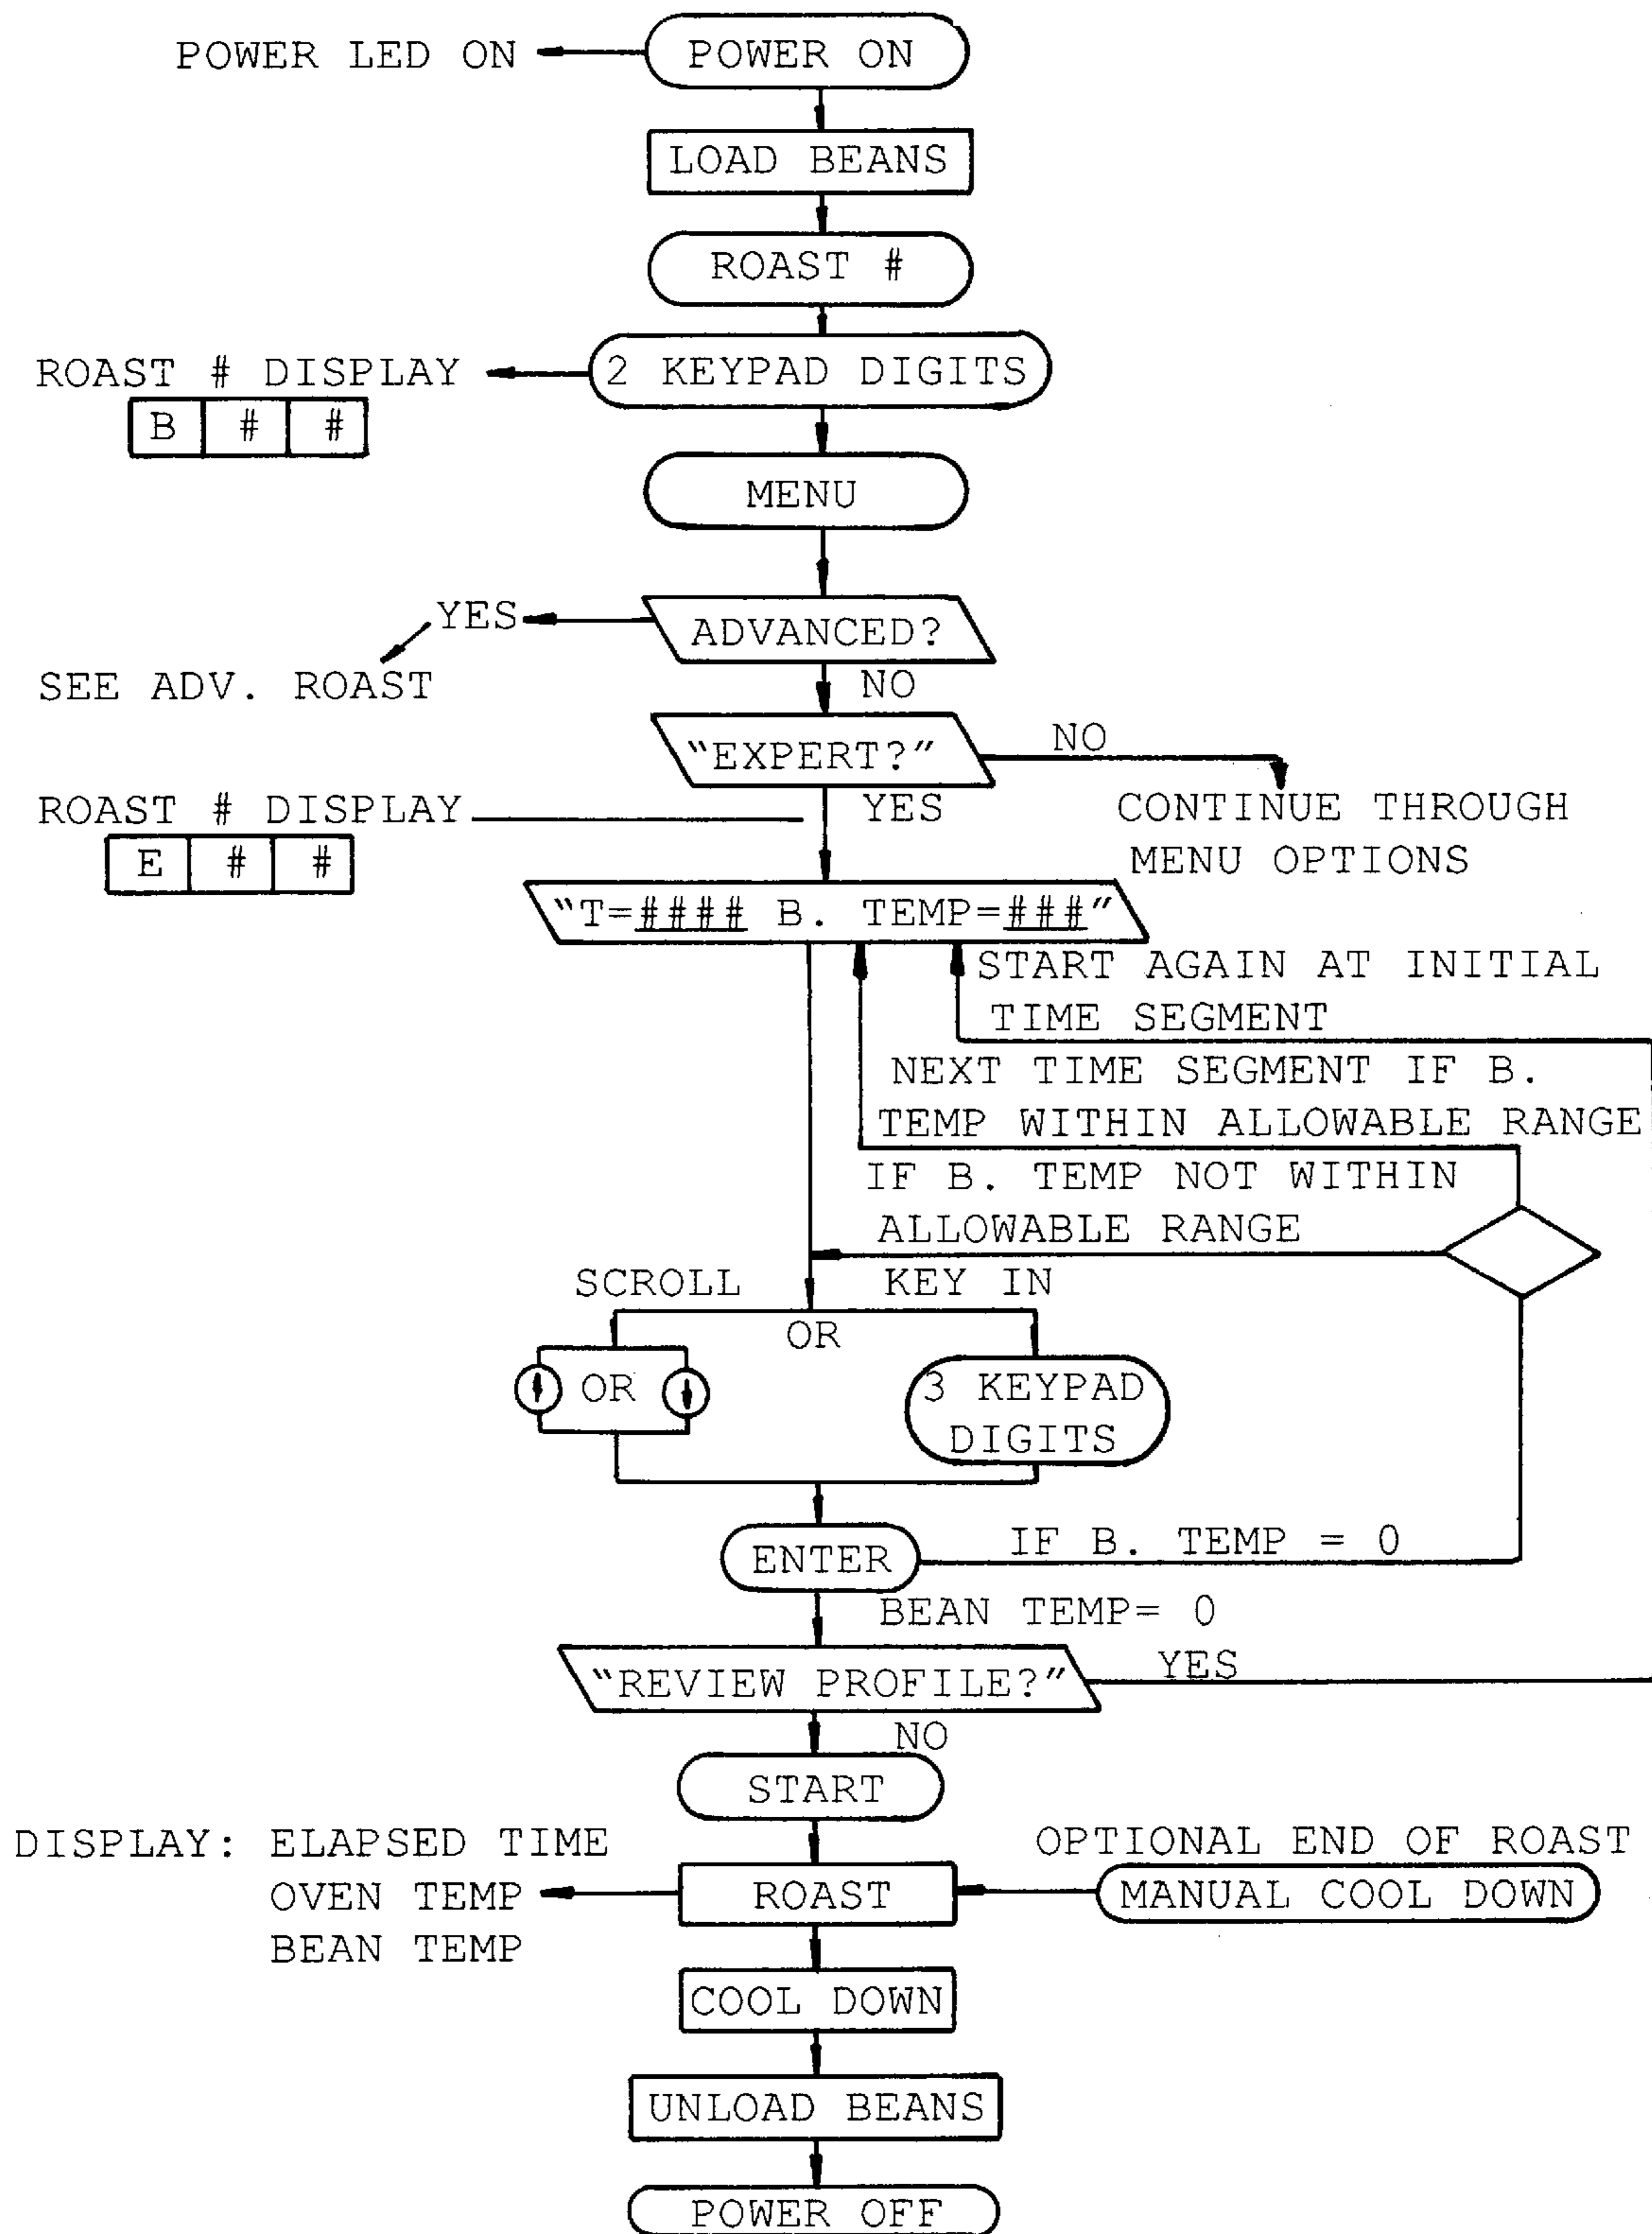 POWER LED ON
POWER ON
LOAD BEANS
ROAST #
ROAST # DISPLAY
2 KEYPAD DIGITS
B # #
MENU
YES
ADVANCED?
SEE ADV. ROAST
NO
"EXPERT?"
NO
ROAST # DISPLAY
YES
CONTINUE THROUGH
MENU OPTIONS
E # #
"T=#### B. TEMP=###"
START AGAIN AT INITIAL
TIME SEGMENT
NEXT TIME SEGMENT IF B.
TEMP WITHIN ALLOWABLE RANGE
IF B. TEMP NOT WITHIN
ALLOWABLE RANGE
SCROLL
KEY IN
OR
OR
3 KEYPAD
DIGITS
ENTER
IF B. TEMP = 0
BEAN TEMP= 0
"REVIEW PROFILE?"
YES
NO
START
DISPLAY: ELAPSED TIME
OVEN TEMP
BEAN TEMP
ROAST
OPTIONAL END OF ROAST
MANUAL COOL DOWN
COOL DOWN
UNLOAD BEANS
POWER OFF